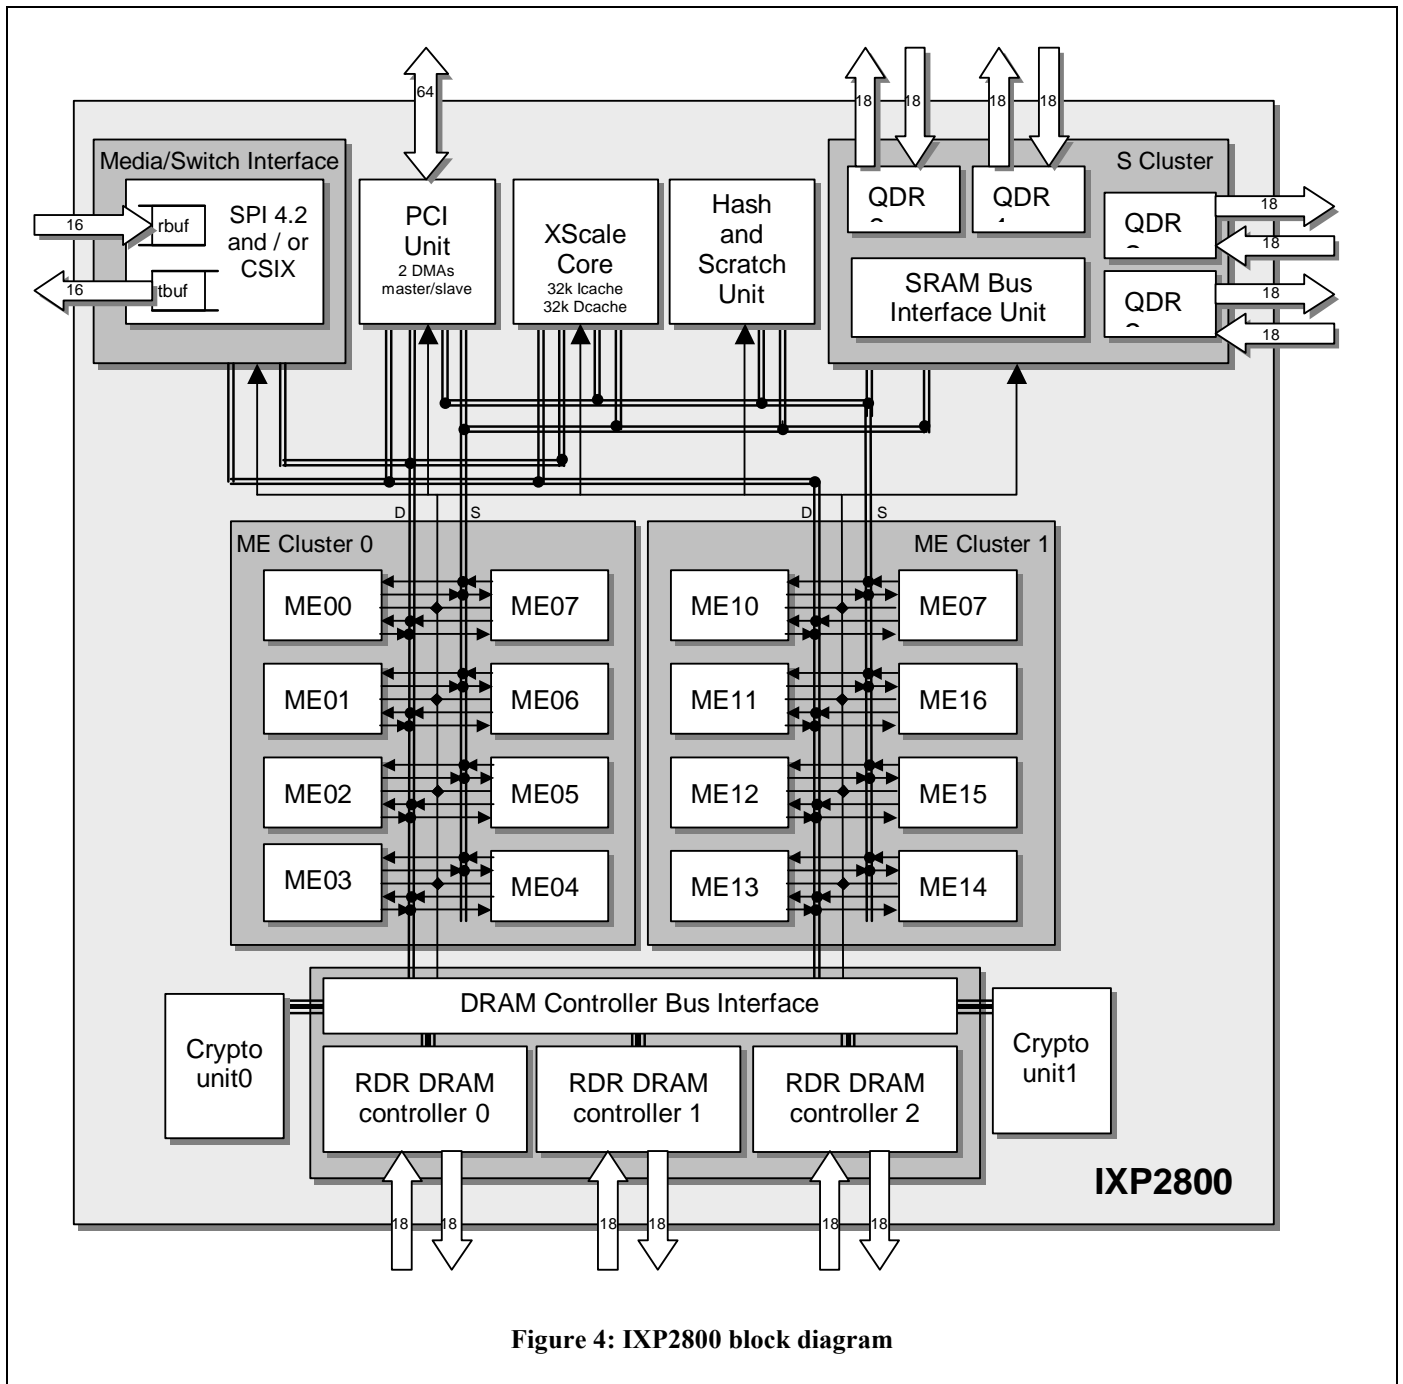 64
18
18
18
18
Media/Switch Interface
S Cluster
16
rbuf
SPI 4.2
and / or
CSIX
16
tbuf
PCI
Unit
2 DMAs
master/slave
XScale
Core
32k Icache
32k Dcache
Hash
and
Scratch
Unit
QDR
QDR
QDR
18
18
SRAM Bus
Interface Unit
QDR
18
18
D
S
D
S
ME Cluster 0
ME Cluster 1
ME00
ME07
ME10
ME07
ME01
ME06
ME11
ME16
ME02
ME05
ME12
ME15
ME03
ME04
ME13
ME14
DRAM Controller Bus Interface
Crypto
unit0
Crypto
unit1
RDR DRAM
controller 0
RDR DRAM
controller 1
RDR DRAM
controller 2
IXP2800
18
18
18
18
18
18
Figure 4: IXP2800 block diagram